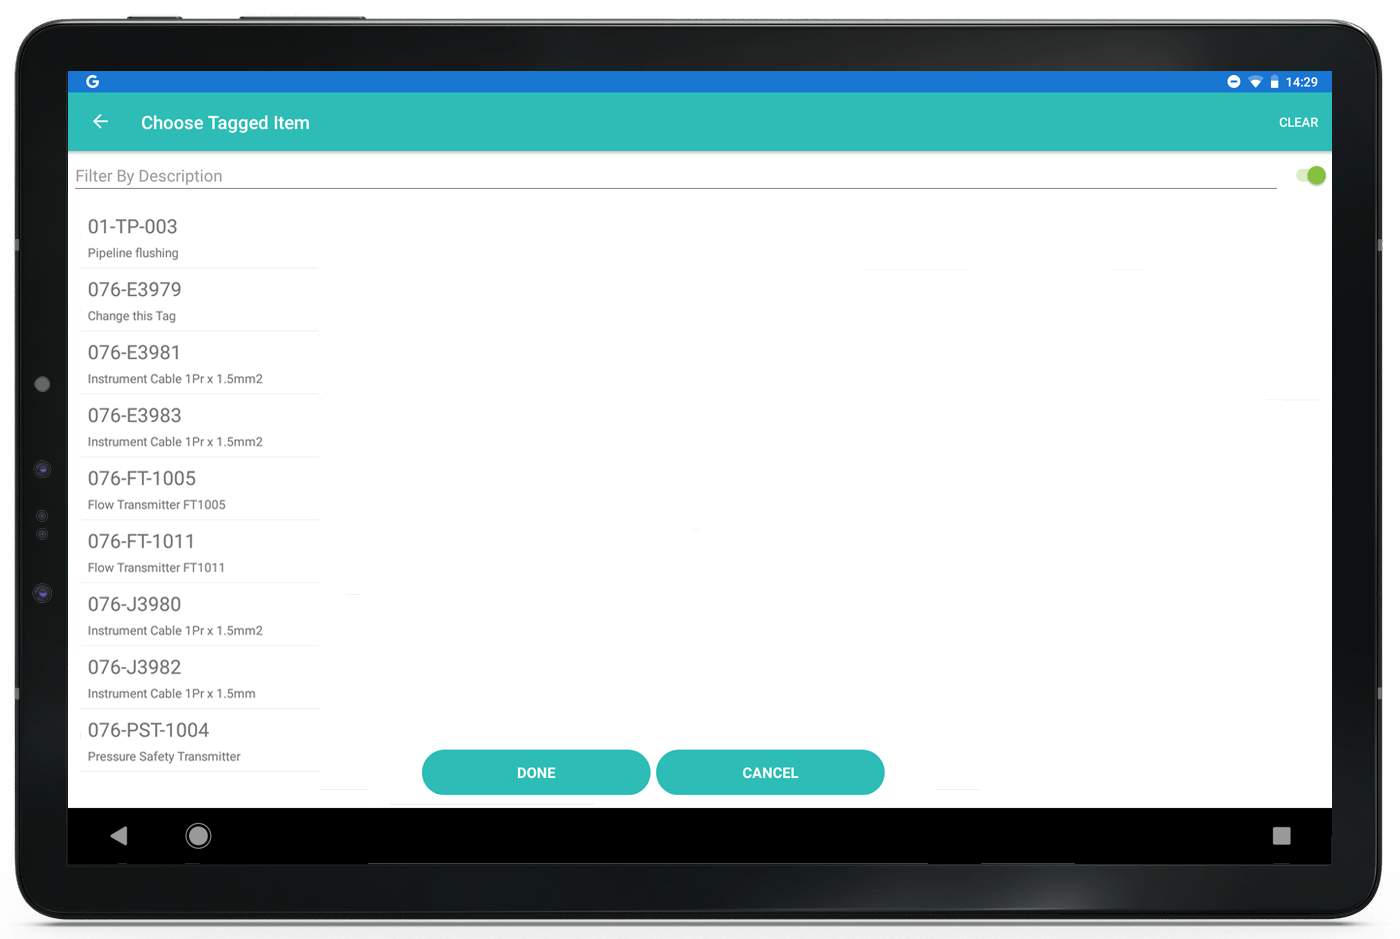 G
14:29
Choose Tagged Item
CLEAR
Filter By Description
01-TP-003
Pipeline flushing
076-E3979
Change this Tag
076-E3981
Instrument Cable 1Pr x 1.5mm2
076-E3983
Instrument Cable 1Pr x 1.5mm2
076-FT-1005
Flow Transmitter FT1005
076-FT-1011
Flow Transmitter FT1011
076-J3980
Instrument Cable 1Pr x 1.5mm2
076-J3982
Instrument Cable 1Pr x 1.5mm
076-PST-1004
Pressure Safety Transmitter
DONE
CANCEL